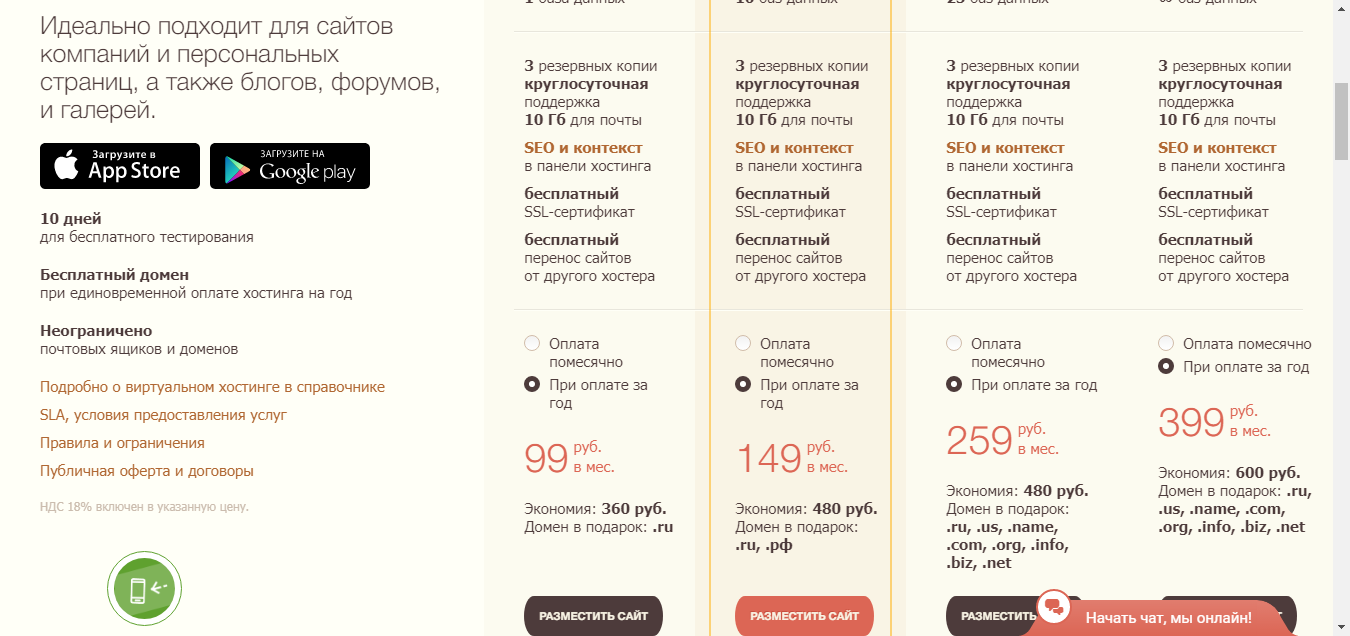 Идеально подходит для сайтов
компаний и персональных
страниц, а также блогов, форумов,
и галерей.
Загрузите в
App Store
ЗАГРУЗИТЕ НА
Google play
10 дней
для бесплатного тестирования
Бесплатный домен
при единовременной оплате хостинга на год
Неограничено
почтовых ящиков и доменов
Подробно о виртуальном хостинге в справочнике
SLA, условия предоставления услуг
Правила и ограничения
Публичная оферта и договоры
НДС 18% включен в указанную цену.
3 резервных копии
круглосуточная
поддержка
10 Гб для почты
SEO и контекст
в панели хостинга
бесплатный
SSL-сертификат
бесплатный
перенос сайтов
от другого хостера
Оплата
помесячно
При оплате за
год
99 руб.
в мес.
Экономия: 360 руб.
Домен в подарок: .ru
РАЗМЕСТИТЬ САЙТ
3 резервных копии
круглосуточная
поддержка
10 Гб для почты
SEO и контекст
в панели хостинга
бесплатный
SSL-сертификат
бесплатный
перенос сайтов
от другого хостера
Оплата
помесячно
При оплате за
год
149 руб.
в мес.
Экономия: 480 руб.
Домен в подарок:
.ru, .рф
РАЗМЕСТИТЬ САЙТ
3 резервных копии
круглосуточная
поддержка
10 Гб для почты
SEO и контекст
в панели хостинга
бесплатный
SSL-сертификат
бесплатный
перенос сайтов
от другого хостера
Оплата
помесячно
При оплате за год
259 руб.
в мес.
Экономия: 480 руб.
Домен в подарок:
.ru, .us, .name,
.com, .org, .info,
.biz, .net
РАЗМЕСТИТЬ
3 резервных копии
круглосуточная
поддержка
10 Гб для почты
SEO и контекст
в панели хостинга
бесплатный
SSL-сертификат
бесплатный
перенос сайтов
от другого хостера
Оплата помесячно
При оплате за год
399 руб.
в мес.
Экономия: 600 руб.
Домен в подарок: .ru,
.us, .name, .com,
.org, .info, .biz, .net
Начать чат, мы онлайн!